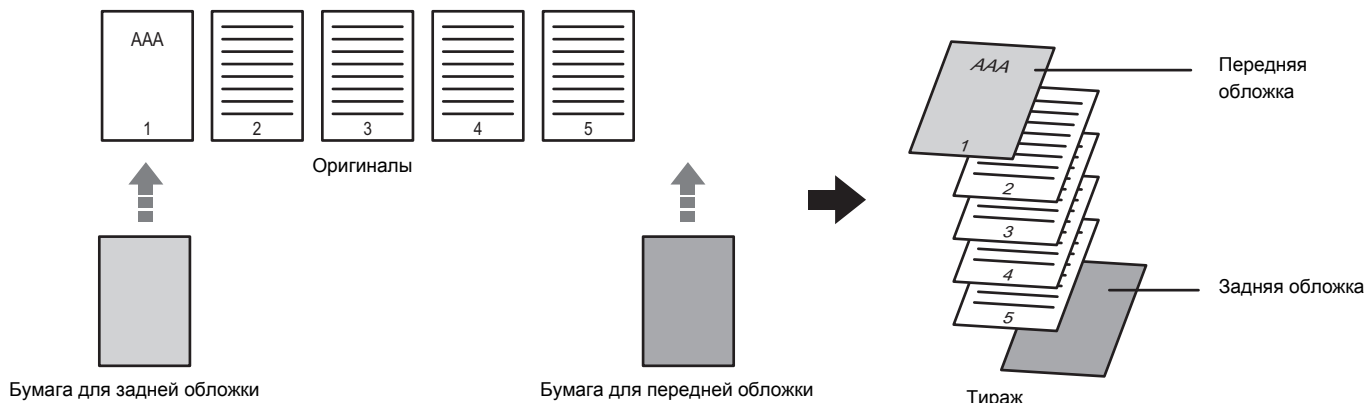 AAA
1
2
3
4
5
Оригиналы
Бумага для задней обложки
Бумага для передней обложки
AAA
1
2
3
4
5
Передняя
обложка
Задняя обложка
Тираж